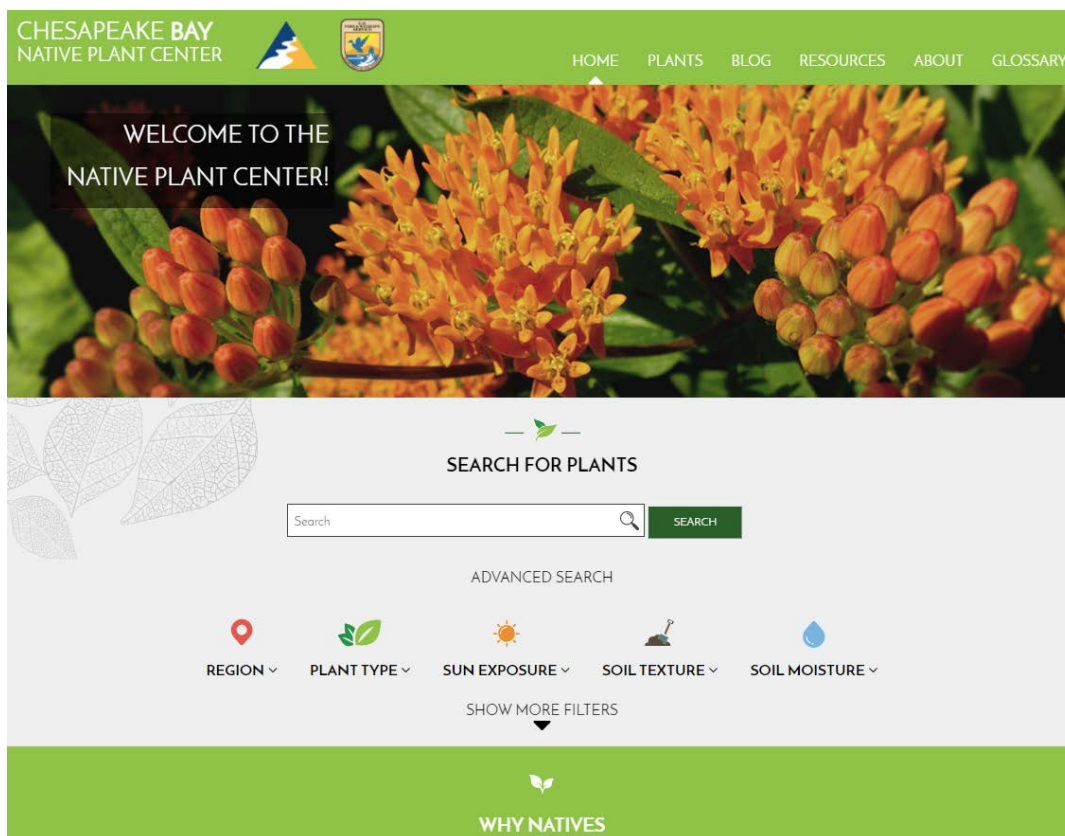 CHESAPEAKE BAY
NATIVE PLANT CENTER
HOME PLANTS BLOG RESOURCES ABOUT GLOSSARY
WELCOME TO THE
NATIVE PLANT CENTER!
SEARCH FOR PLANTS
Search SEARCH
ADVANCED SEARCH
REGION PLANT TYPE SUN EXPOSURE SOIL TEXTURE SOIL MOISTURE
SHOW MORE FILTERS
WHY NATIVES